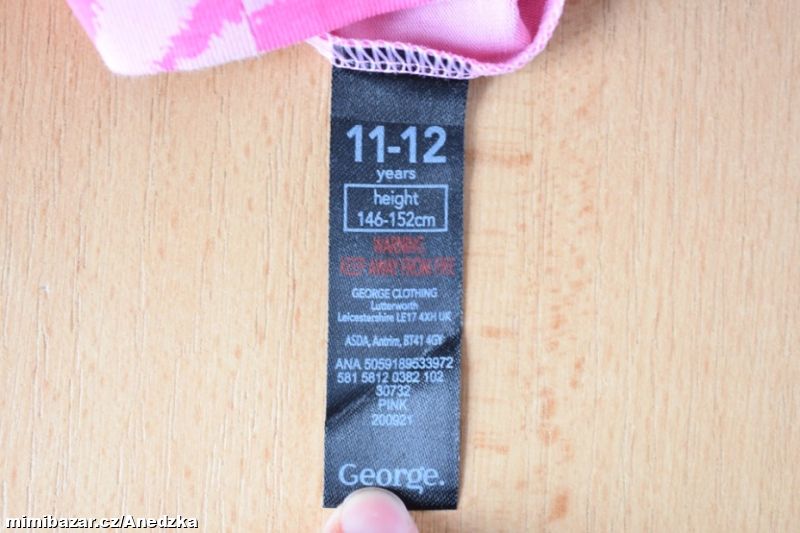 11-12
years
height
146-152cm
WARNING
KEEP AWAY FROM FIRE
GEORGE CLOTHING
Lutterworth
Leicestershire LE17 4XH UK
ASDA, Antrim, BT41 4GY
ANA 5059189533972
581 5812 0382 102
30732
PINK
200921
George.
mimibazar.cz/Anedzka